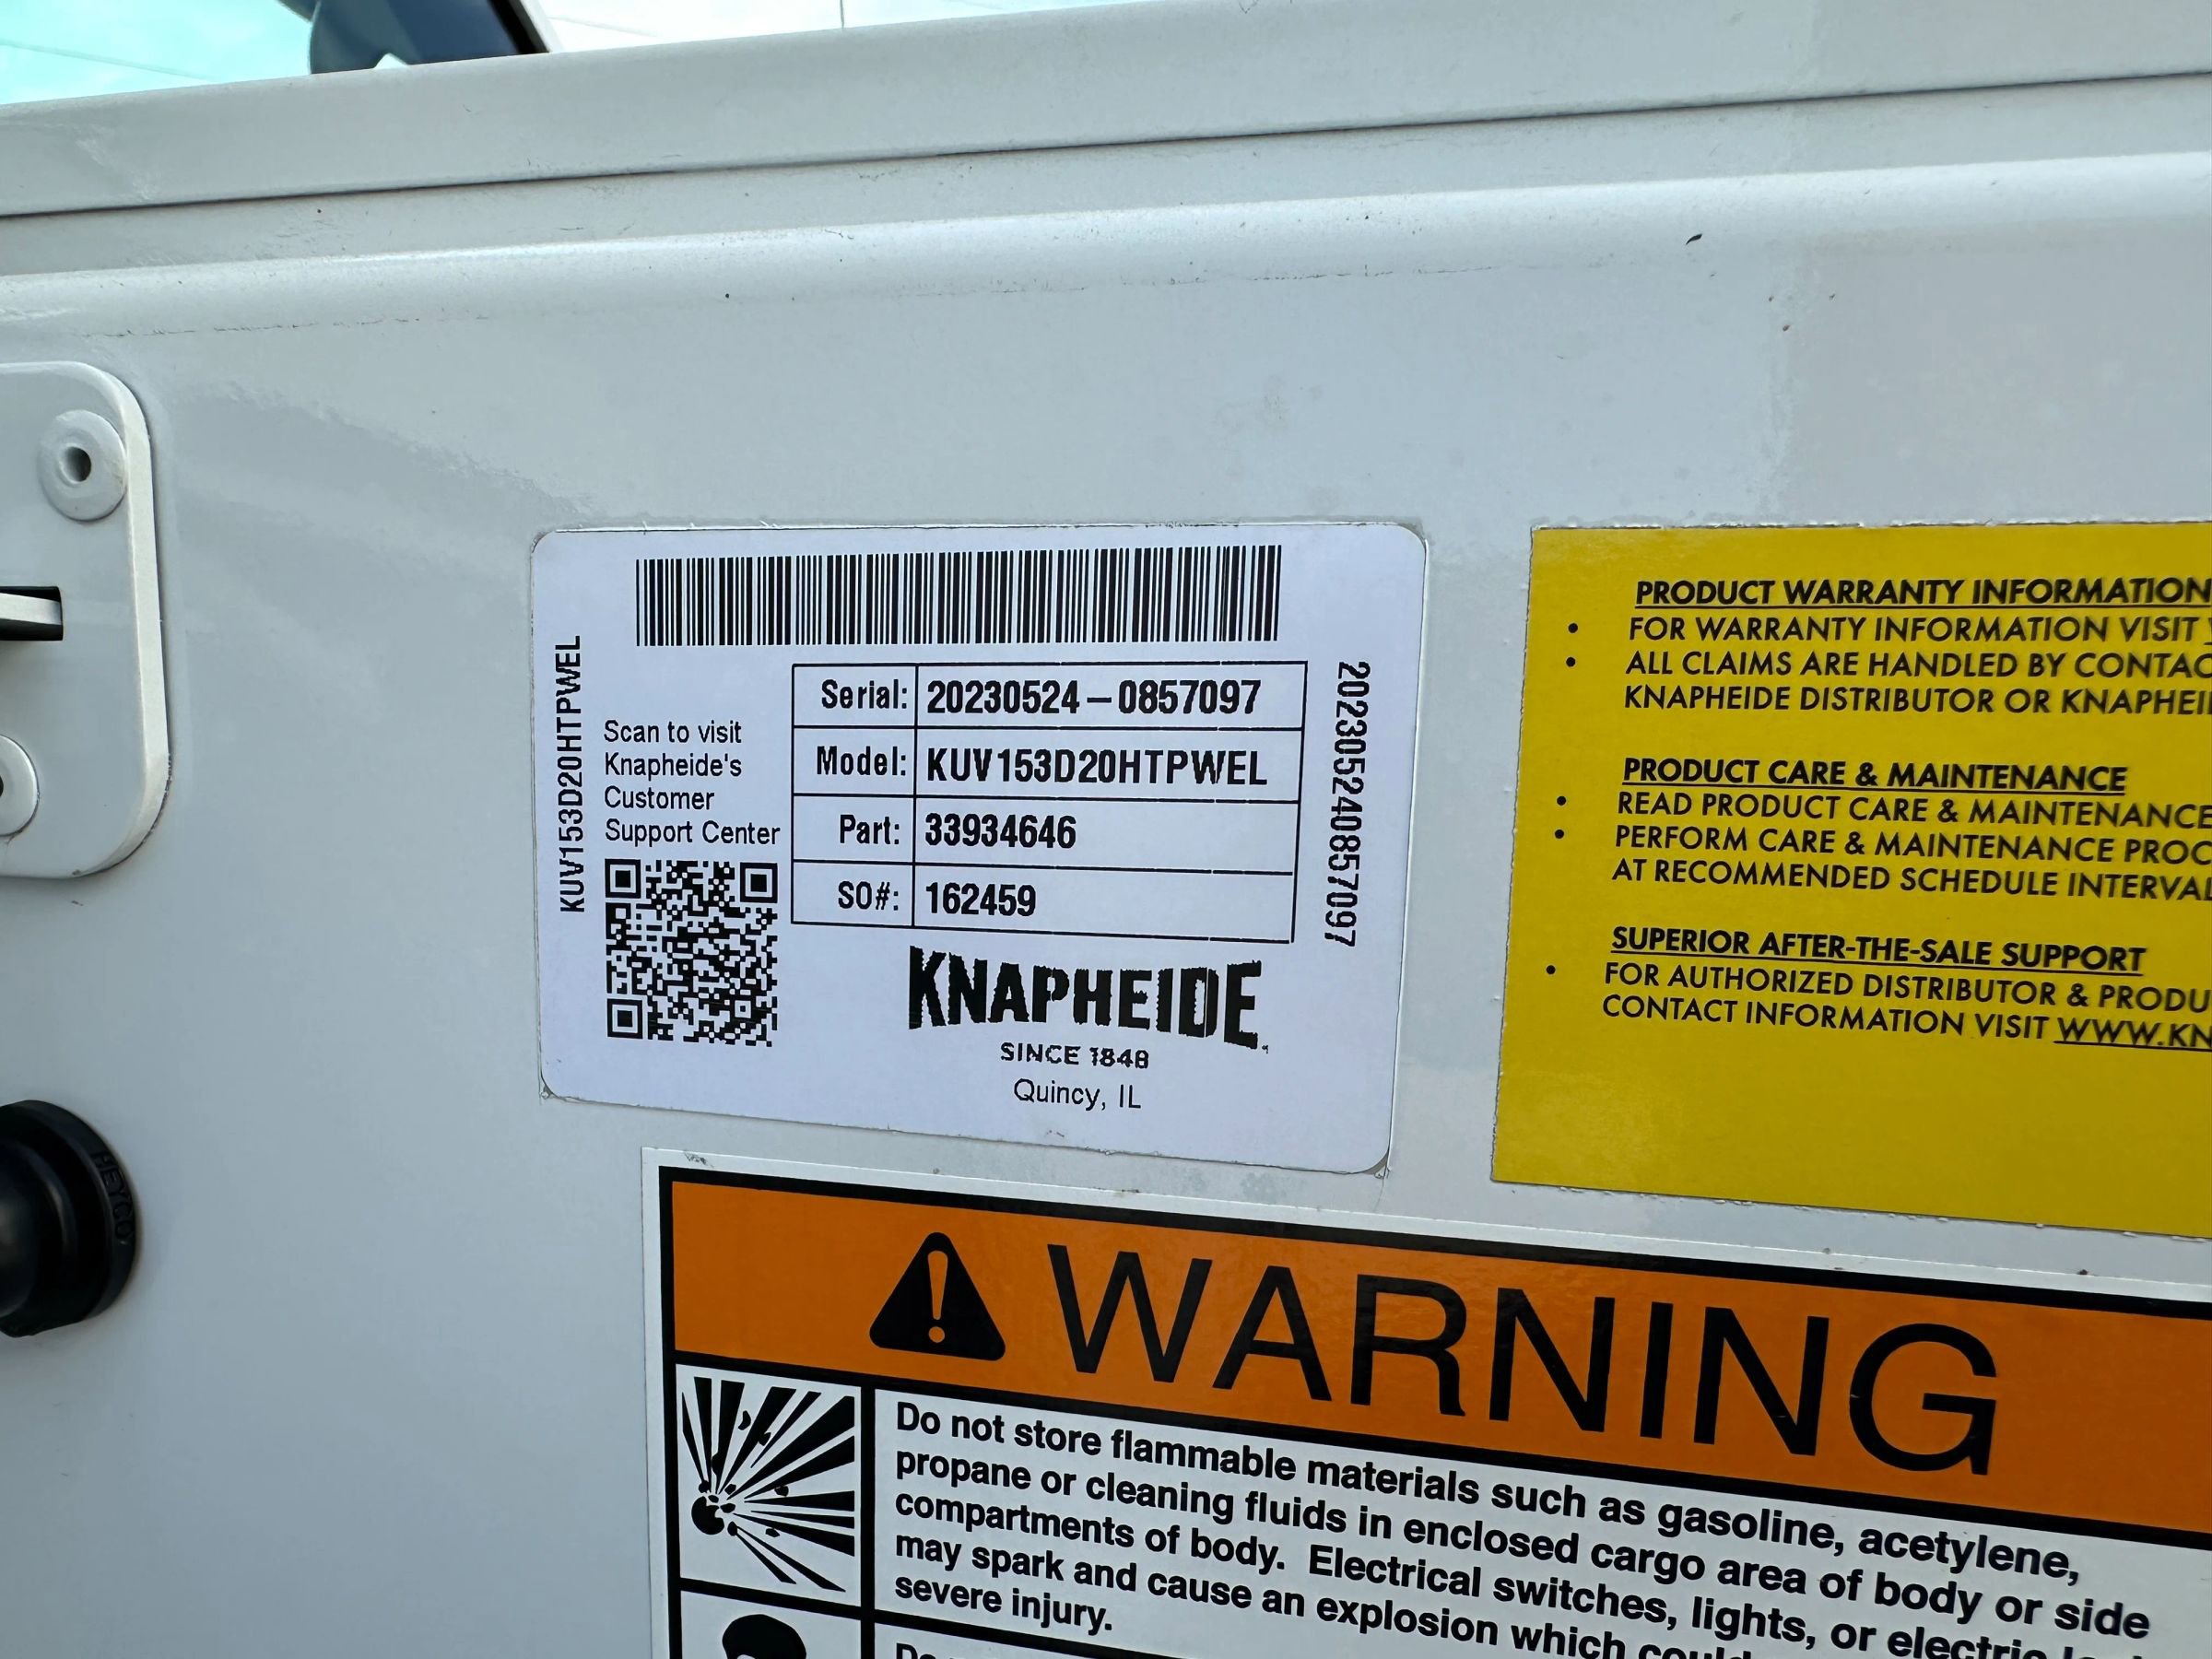 KUV153D20HTPWEL
Scan to visit
Knapheide's
Customer
Support Center
Serial: 20230524-0857097
Model: KUV153D20HTPWEL
Part: 33934646
SO#: 162459
202305240857097
KNAPHEIDE
SINCE 1848
Quincy, IL
PRODUCT WARRANTY INFORMATION
• FOR WARRANTY INFORMATION VISIT
• ALL CLAIMS ARE HANDLED BY
KNAPHEIDE DISTRIBUTOR OR
PRODUCT CARE & MAINTENANCE
• READ PRODUCT CARE & MAINTENANCE
• PERFORM CARE & MAINTENANCE
AT RECOMMENDED SCHEDULE
SUPERIOR AFTER-THE-SALE SUPPORT
• FOR AUTHORIZED DISTRIBUTOR &
CONTACT INFORMATION VISIT WWW.KN
HEYCO
WARNING
Do not store flammable materials such as gasoline, acetylene,
propane or cleaning fluids in enclosed cargo area of body or side
compartments of body. Electrical switches, lights, or
may spark and cause an explosion which
severe injury.